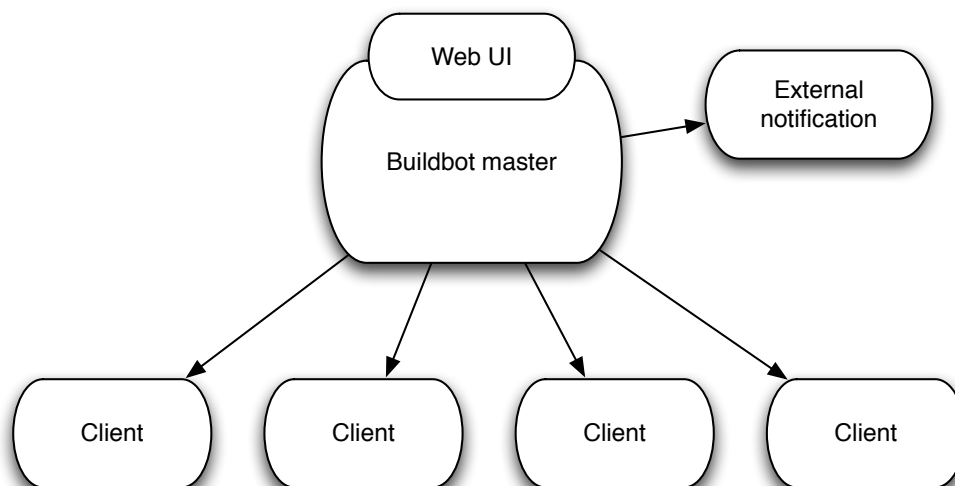 Web UI
External
notification
Buildbot master
Client
Client
Client
Client